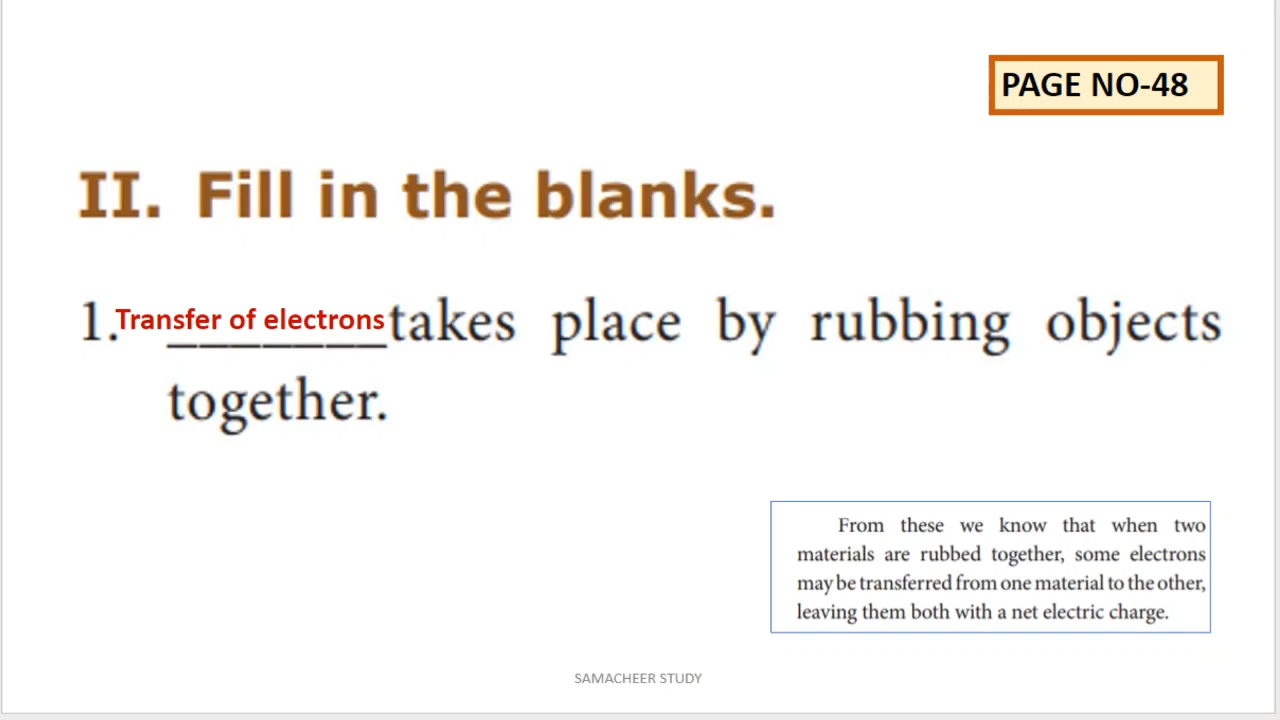 PAGE NO-48
II. Fill in the blanks.
1. Transfer of electrons takes place by rubbing objects
together.
From these we know that when two
materials are rubbed together, some electrons
may be transferred from one material to the other,
leaving them both with a net electric charge.
SAMACHEER STUDY